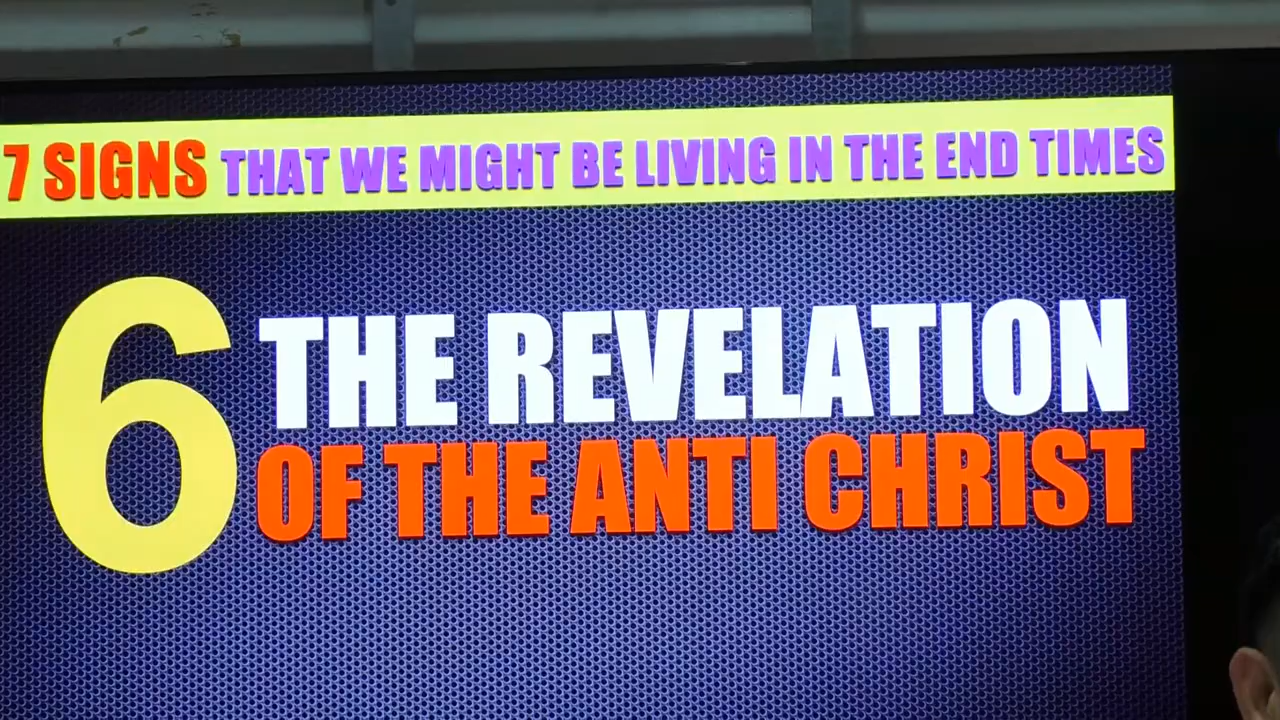 7 SIGNS THAT WE MIGHT BE LIVING IN THE END TIMES
6 THE REVELATION
OF THE ANTI CHRIST